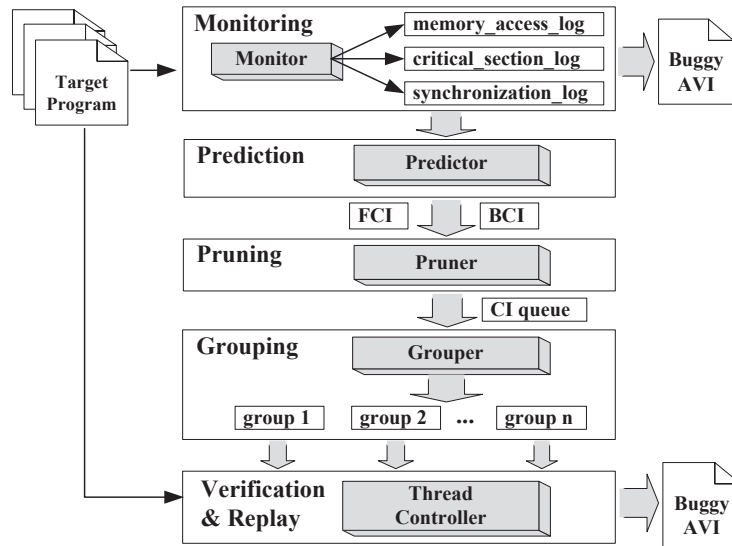 Monitoring
Target
Program
Monitor
memory_access_log
critical_section_log
synchronization_log
Buggy
AVI
Prediction
Predictor
FCI
BCI
Pruning
Pruner
CI queue
Grouping
Grouper
group 1
group 2
...
group n
Verification
& Replay
Thread
Controller
Buggy
AVI